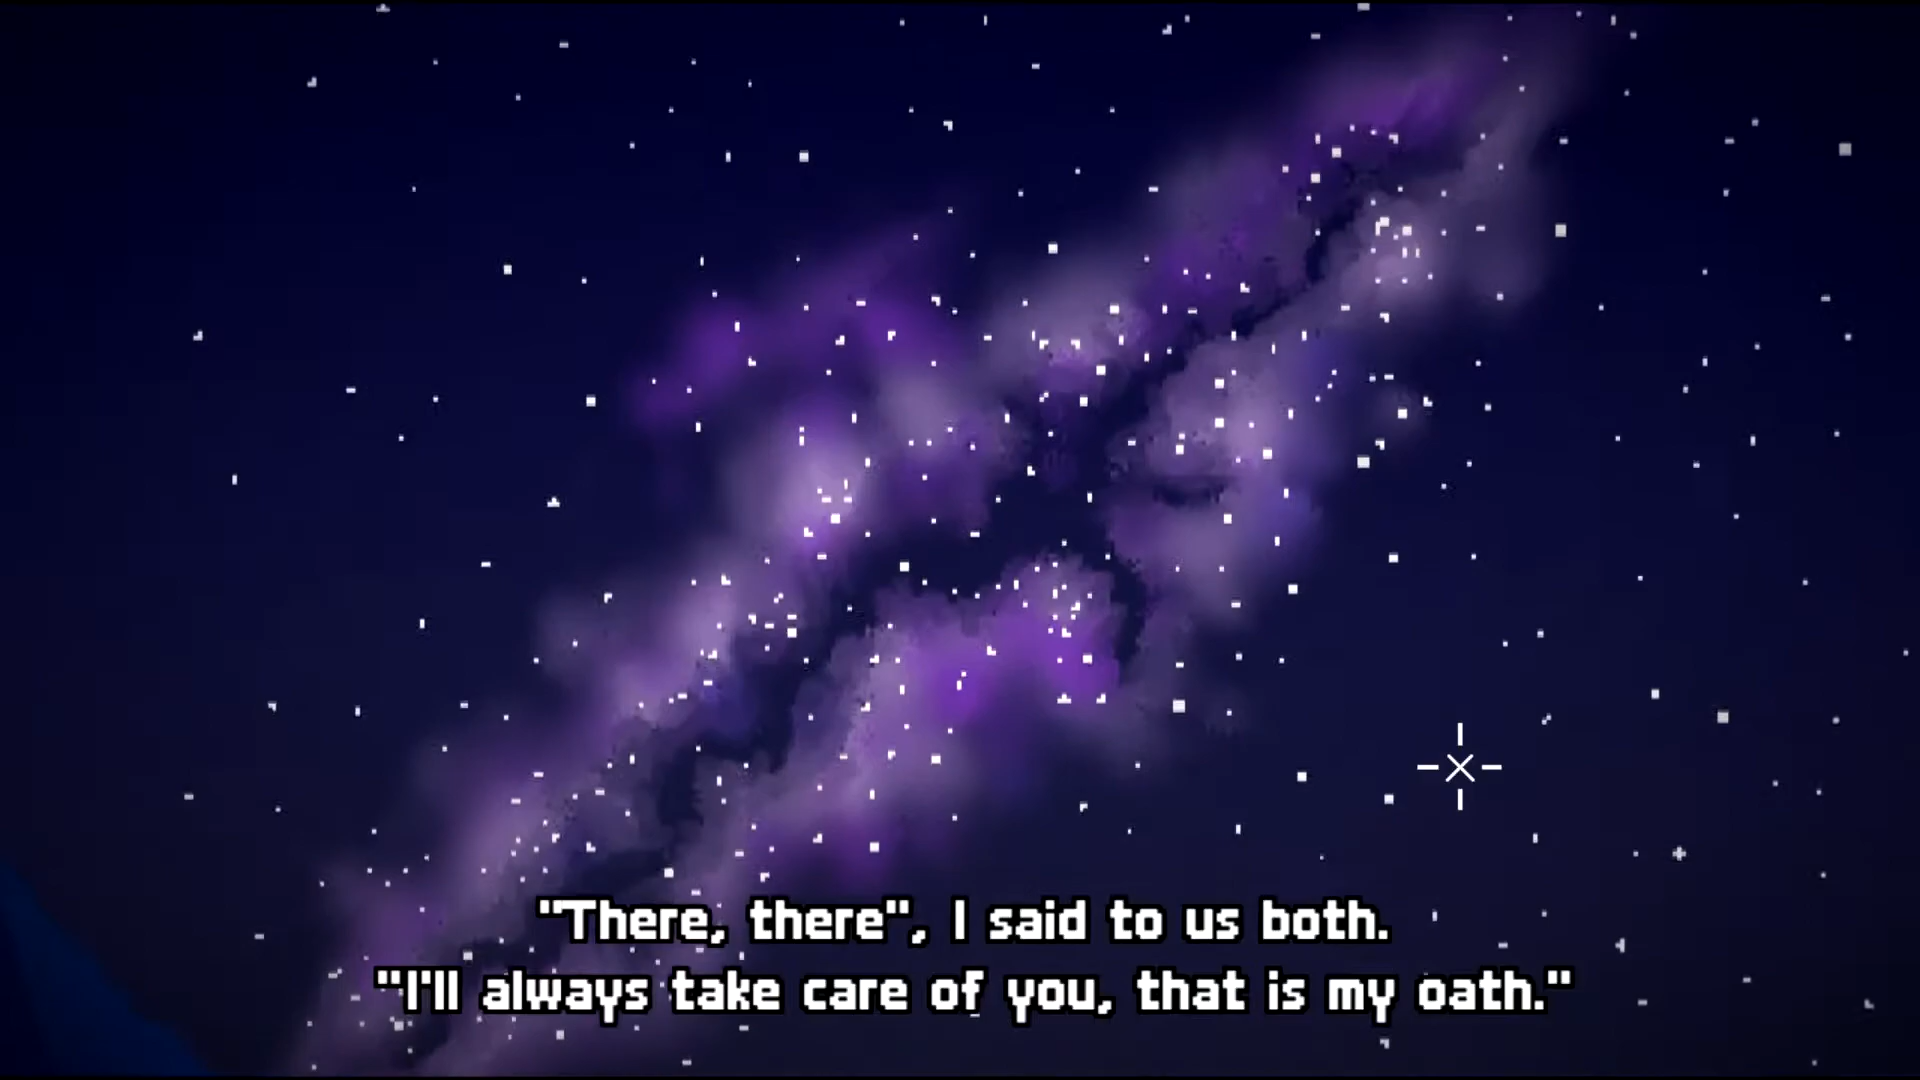 "There, there", I said to us both.
"I'll always take care of you, that is my oath."